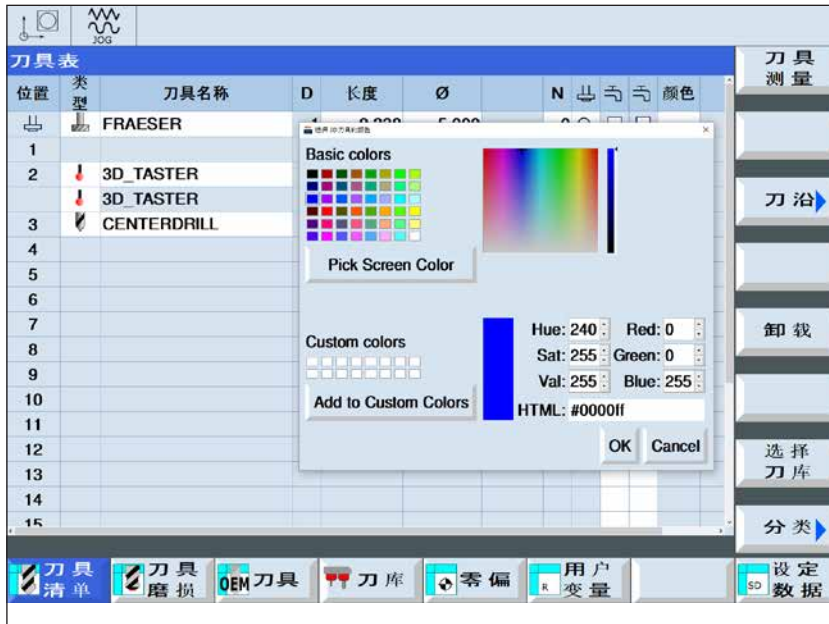 JOG
刀具表
刀具
测量
位置 类型 刀具名称 D 长度 Ø N 颜色
FRAESER
1
2 3D_TASTER
3D_TASTER
3 CENTERDRILL
4
5
6
7
8
9
10
11
12
13
14
15
Basic colors
Pick Screen Color
Custom colors
Add to Custom Colors
Hue: 240 Red: 0
Sat: 255 Green: 0
Val: 255 Blue: 255
HTML: #0000ff
OK Cancel
刀沿
卸载
选择
刀库
分类
刀具
清单
刀具
磨损
OEM 刀具
刀库
零偏
R 用户
变量
SD 设定
数据